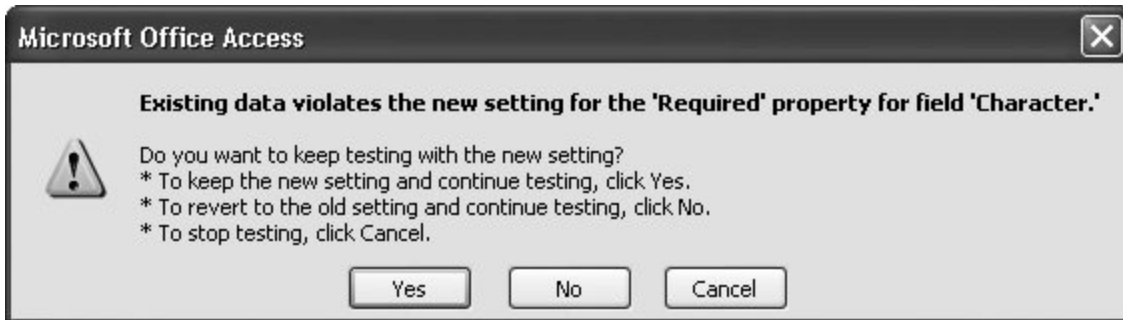 Microsoft Office Access
Existing data violates the new setting for the 'Required' property for field 'Character.'
Do you want to keep testing with the new setting?
* To keep the new setting and continue testing, click Yes.
* To revert to the old setting and continue testing, click No.
* To stop testing, click Cancel.
Yes No Cancel